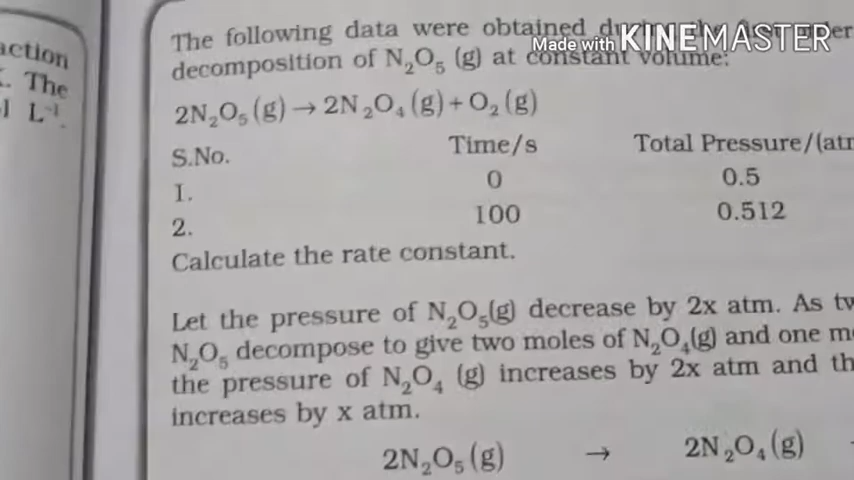 action
. The
L⁻¹.
The following data were obtained
Made with KINEMASTER
decomposition of N₂O₅ (g) at constant volume:
2N₂O₅ (g) → 2N₂O₄ (g) + O₂ (g)
S.No. Time/s Total Pressure/(atm
1. 0 0.5
2. 100 0.512
Calculate the rate constant.
Let the pressure of N₂O₅(g) decrease by 2x atm. As tw
N₂O₅ decompose to give two moles of N₂O₄(g) and one mo
the pressure of N₂O₄ (g) increases by 2x atm and th
increases by x atm.
2N₂O₅ (g) → 2N₂O₄ (g)